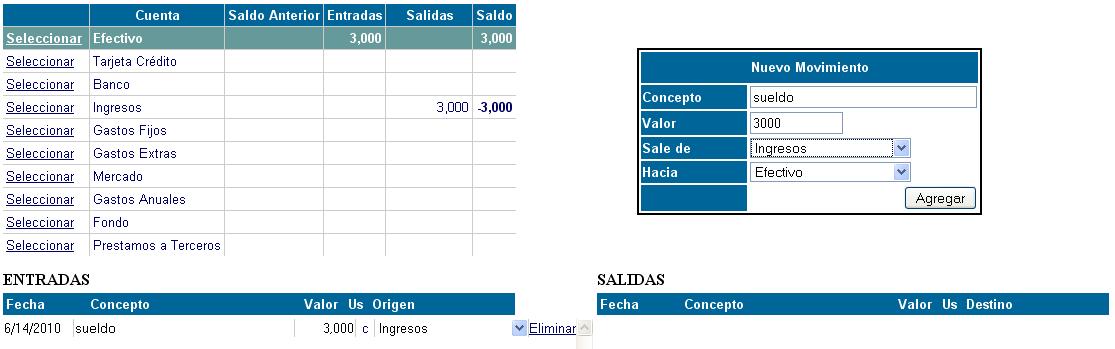 Cuenta Saldo Anterior Entradas Salidas Saldo
Seleccionar Efectivo 3,000 3,000
Seleccionar Tarjeta Crédito
Seleccionar Banco
Seleccionar Ingresos 3,000 -3,000
Seleccionar Gastos Fijos
Seleccionar Gastos Extras
Seleccionar Mercado
Seleccionar Gastos Anuales
Seleccionar Fondo
Seleccionar Prestamos a Terceros
Nuevo Movimiento
Concepto sueldo
Valor 3000
Sale de Ingresos
Hacia Efectivo
Agregar
ENTRADAS
Fecha Concepto Valor Us Origen
6/14/2010 sueldo 3,000 c Ingresos Eliminar
SALIDAS
Fecha Concepto Valor Us Destino